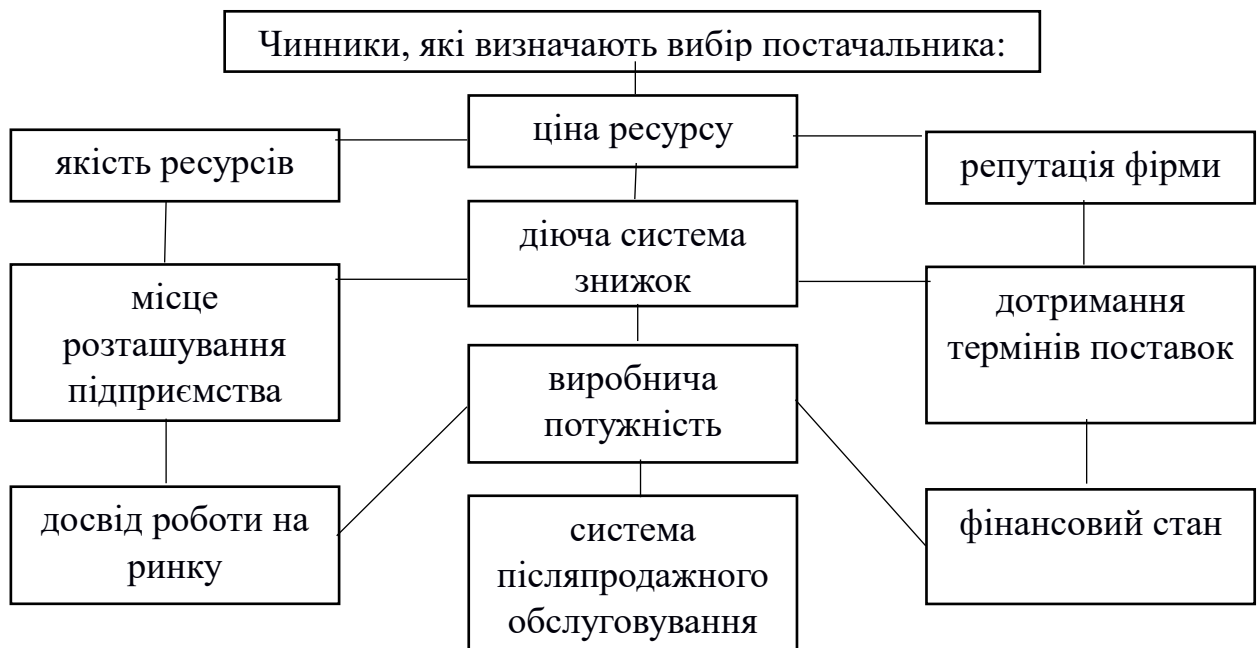 Чинники, які визначають вибір постачальника:
ціна ресурсу
якість ресурсів
репутація фірми
діюча система
знижок
місце
розташування
підприємства
дотримання
термінів поставок
виробнича
потужність
досвід роботи на
ринку
система
післяпродажного
обслуговування
фінансовий стан